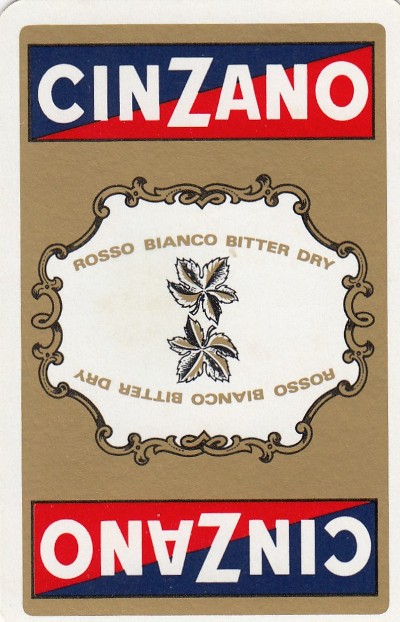 CINZANO
ROSSO BIANCO BITTER DRY
ROSSO BIANCO BITTER DRY
CINZANO